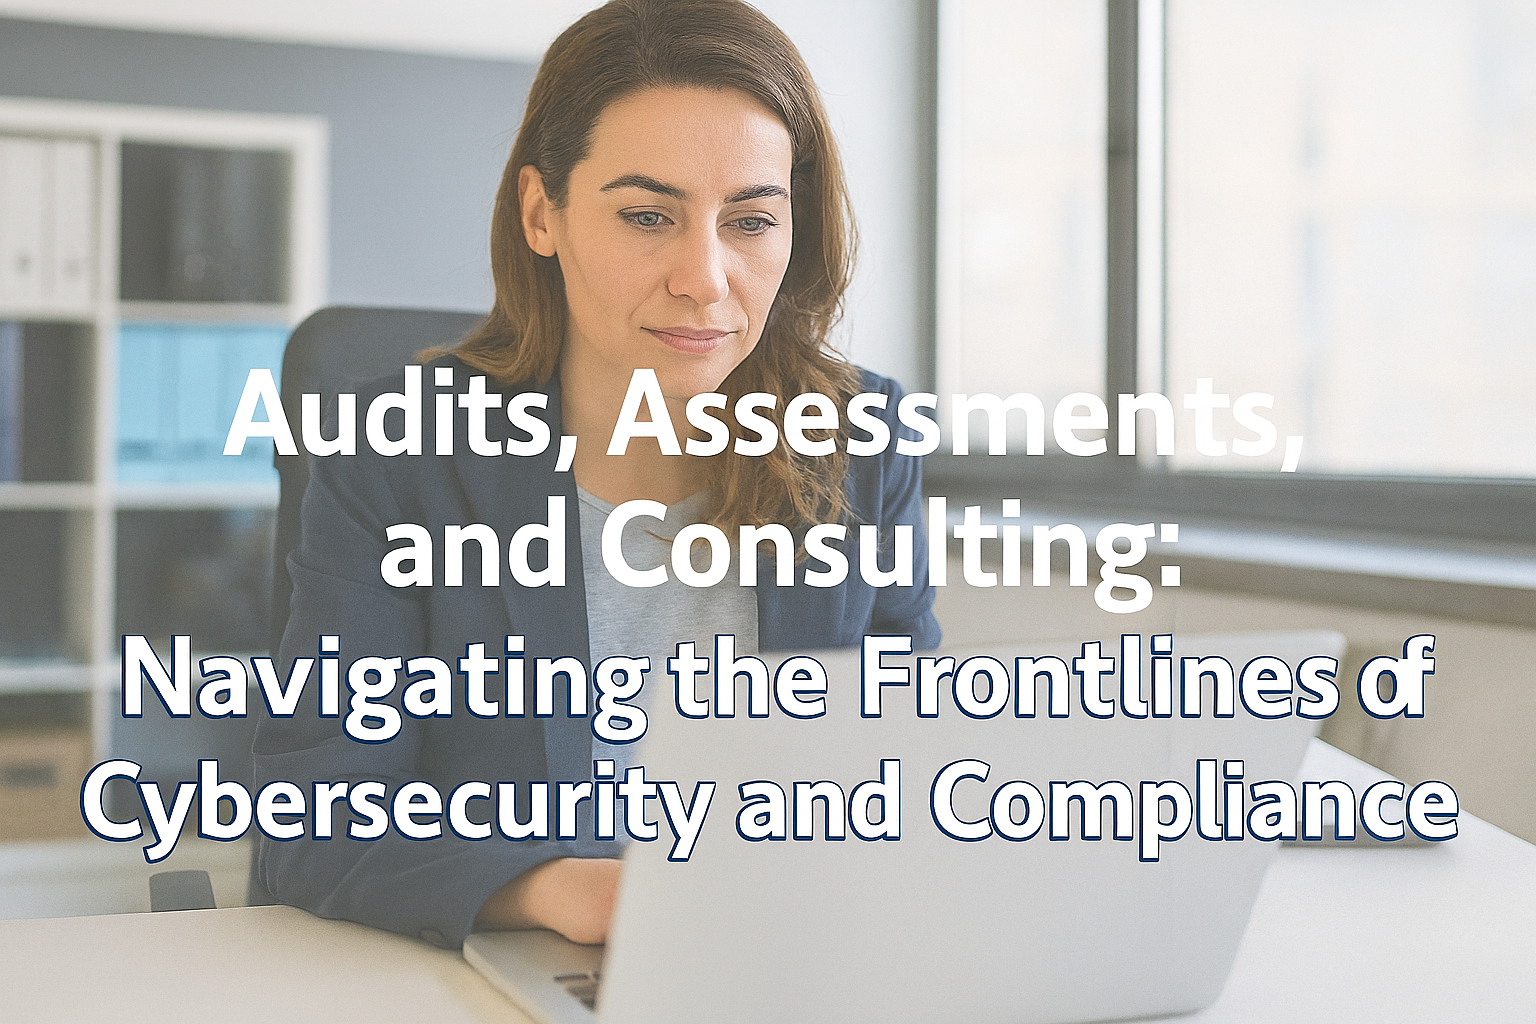 Audits, Assessments,
and Consulting:
Navigating the Frontlines of
Cybersecurity and Compliance